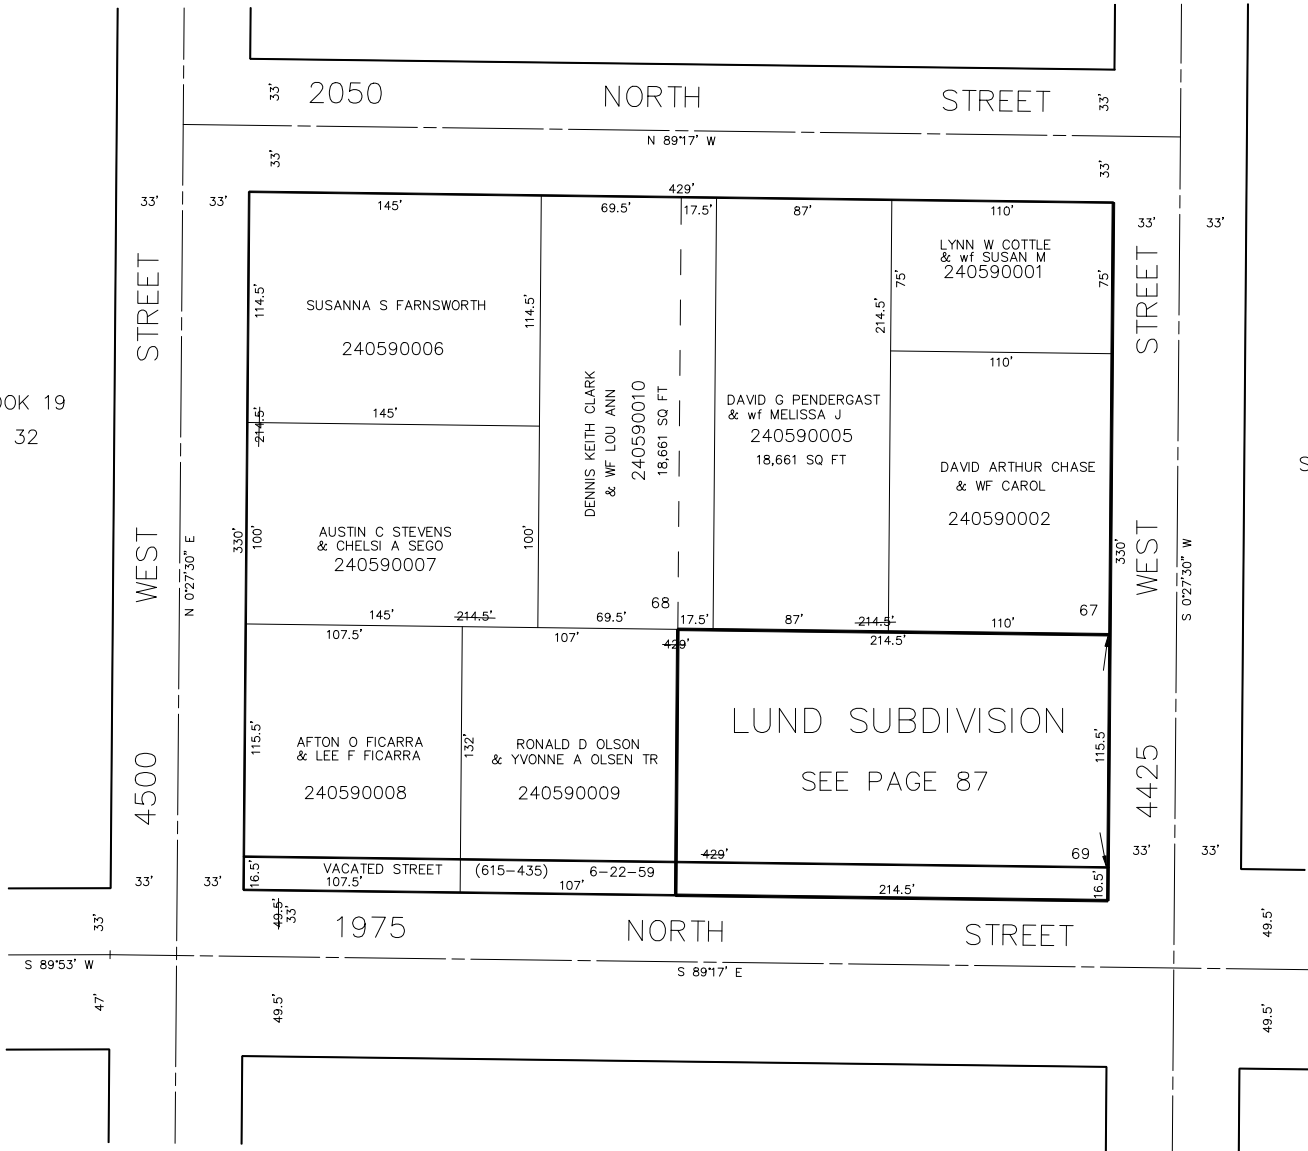 33'
2050
NORTH
STREET
33'
N 89°17' W
33'
33'
429'
33'
33'
145'
69.5'
17.5'
87'
110'
33'
33'
STREET
114.5'
SUSANNA S FARNSWORTH
240590006
114.5'
214.5'
75'
LYNN W COTTLE
& wf SUSAN M
240590001
75'
STREET
110'
OOK 19
32
145'
214.5'
DENNIS KEITH CLARK
& WF LOU ANN
240590010
18,661 SQ FT
DAVID G PENDERGAST
& wf MELISSA J
240590005
18,661 SQ FT
DAVID ARTHUR CHASE
& WF CAROL
240590002
WEST
N 0°27'30" E
330'
100'
AUSTIN C STEVENS
& CHELSI A SEGO
240590007
100'
330'
WEST
S 0°27'30" W
S
145'
214.5'
69.5'
68
17.5'
87'
214.5'
110'
67
107.5'
107'
429'
214.5'
4500
115.5'
AFTON O FICARRA
& LEE F FICARRA
240590008
132'
RONALD D OLSON
& YVONNE A OLSEN TR
240590009
LUND SUBDIVISION
SEE PAGE 87
115.5'
4425
429'
69
33'
33'
33'
33'
16.5'
VACATED STREET
(615-435)
6-22-59
107.5'
107'
214.5'
16.5'
33'
49.5'
33'
1975
NORTH
STREET
49.5'
S 89°53' W
S 89°17' E
47'
49.5'
49.5'